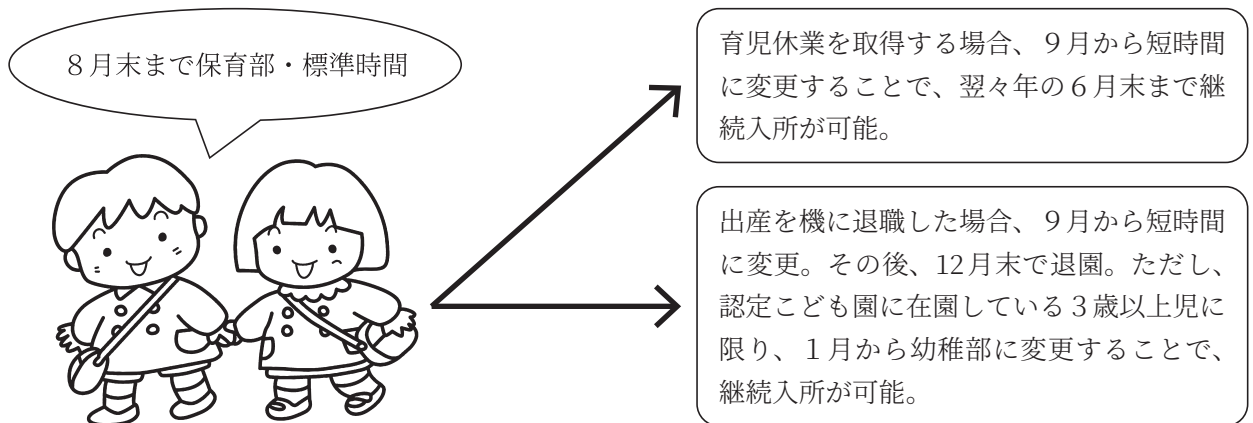 ８月末まで保育部・標準時間
育児休業を取得する場合、９月から短時間
に変更することで、翌々年の６月末まで継
続入所が可能。
出産を機に退職した場合、９月から短時間
に変更。その後、12月末で退園。ただし、
認定こども園に在園している３歳以上児に
限り、１月から幼稚部に変更することで、
継続入所が可能。